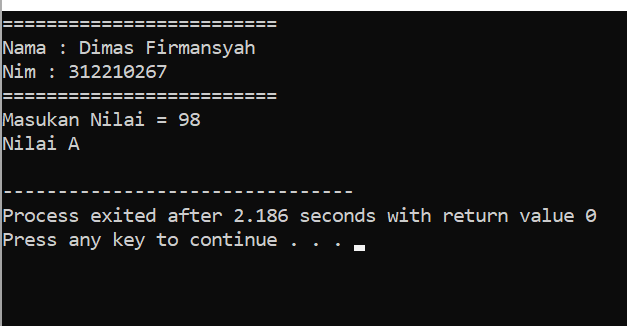 =========================
Nama : Dimas Firmansyah
Nim : 312210267
=========================
Masukan Nilai = 98
Nilai A
--------------------------------
Process exited after 2.186 seconds with return value 0
Press any key to continue . . .